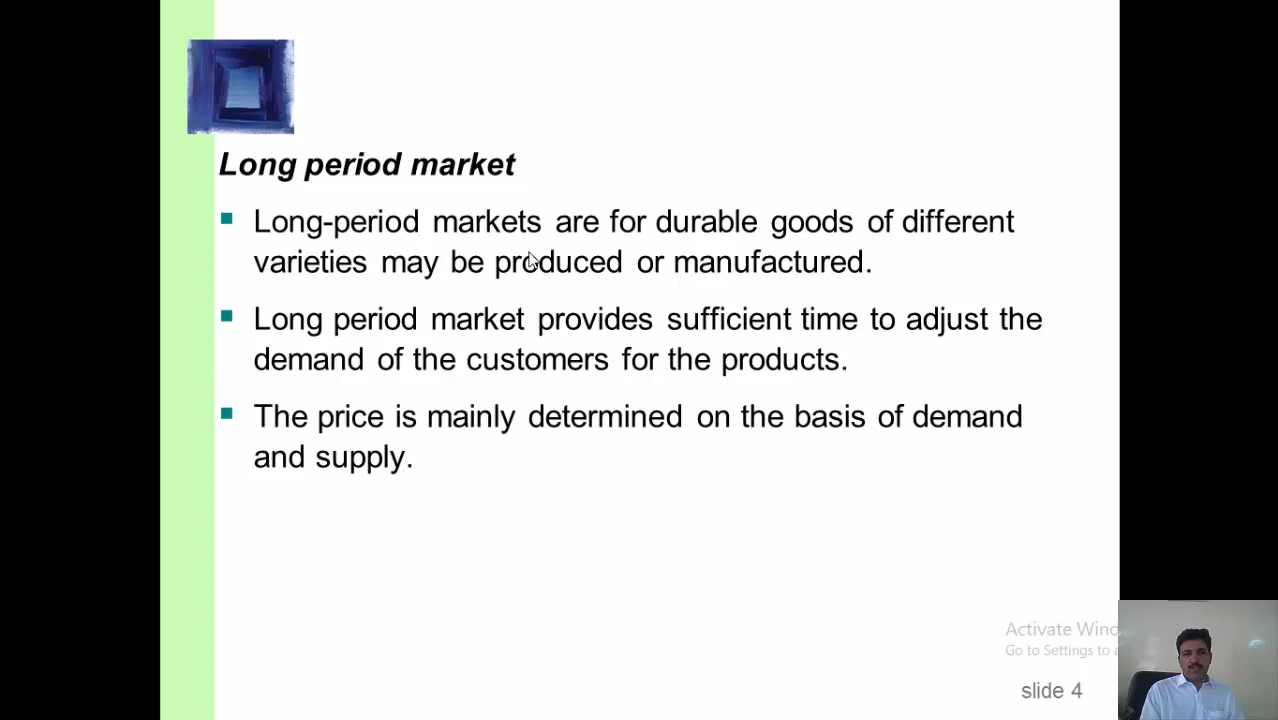 Long period market
Long-period markets are for durable goods of different
varieties may be produced or manufactured.
Long period market provides sufficient time to adjust the
demand of the customers for the products.
The price is mainly determined on the basis of demand
and supply.
Activate
Go to Settings to
slide 4